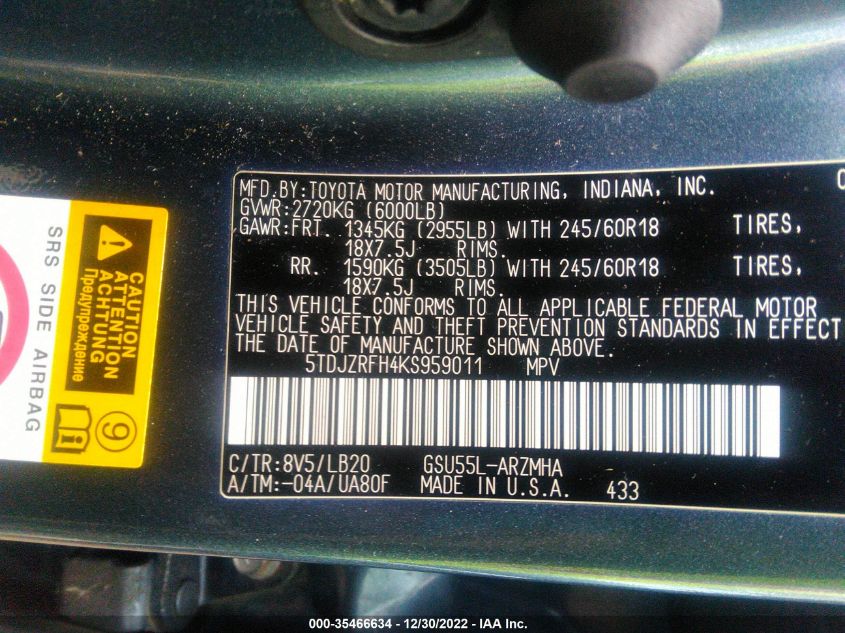 MFD.BY:TOYOTA MOTOR MANUFACTURING, INDIANA, INC.
GVWR:2720KG (6000LB)
GAWR:FRT. 1345KG (2955LB) WITH 245/60R18 TIRES,
18X7.5J RIMS.
RR. 1590KG (3505LB) WITH 245/60R18 TIRES,
18X7.5J RIMS.
THIS VEHICLE CONFORMS TO ALL APPLICABLE FEDERAL MOTOR
VEHICLE SAFETY AND THEFT PREVENTION STANDARDS IN EFFECT
THE DATE OF MANUFACTURE SHOWN ABOVE.
5TDJZRFH4KS959011 MPV
C/TR:8V5/LB20 GSU55L-ARZMHA
A/TM:-04A/UA80F MADE IN U.S.A. 433
CAUTION
ATTENTION
ACHTUNG
Предупреждение
SRS SIDE AIRBAG
9
000-35466634 - 12/30/2022 - IAA Inc.